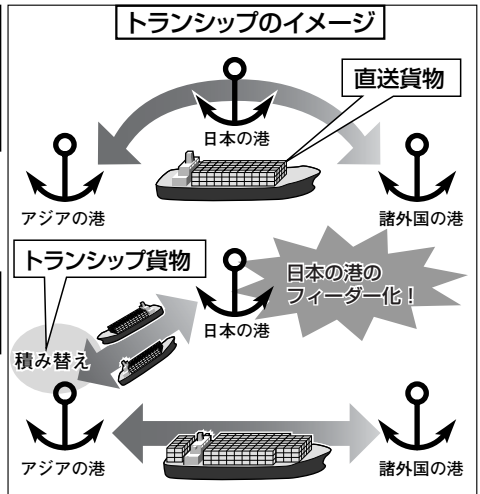 トランシップのイメージ
直送貨物
日本の港
アジアの港
諸外国の港
トランシップ貨物
日本の港の
フィーダー化！
日本の港
積み替え
アジアの港
諸外国の港